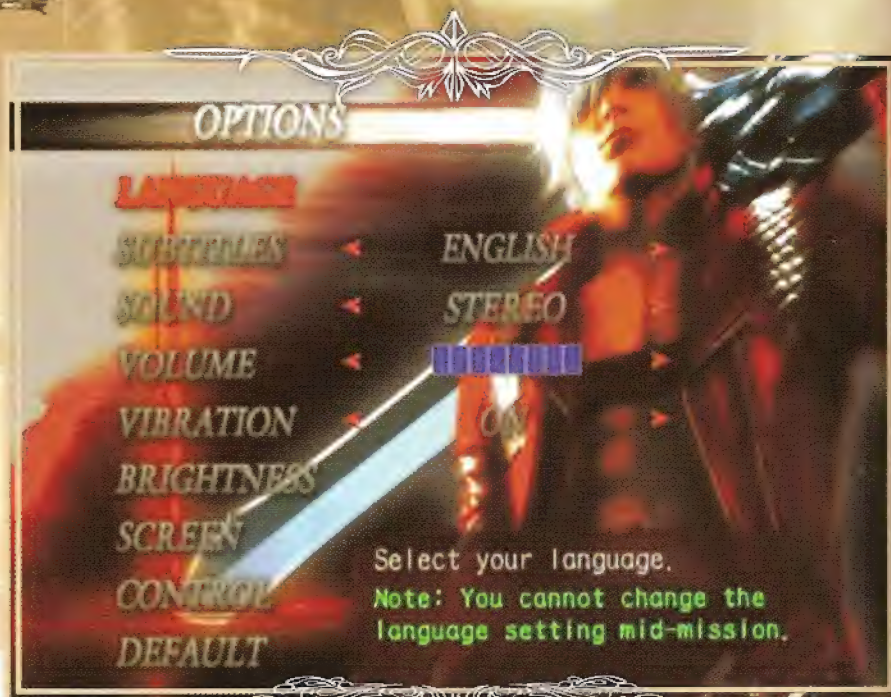 OPTIONS
LANGUAGE
SUBTITLES ENGLISH
SOUND STEREO
VOLUME
VIBRATION ON
BRIGHTNESS
SCREEN
CONTROL
DEFAULT
Select your language.
Note: You cannot change the
language setting mid-mission.